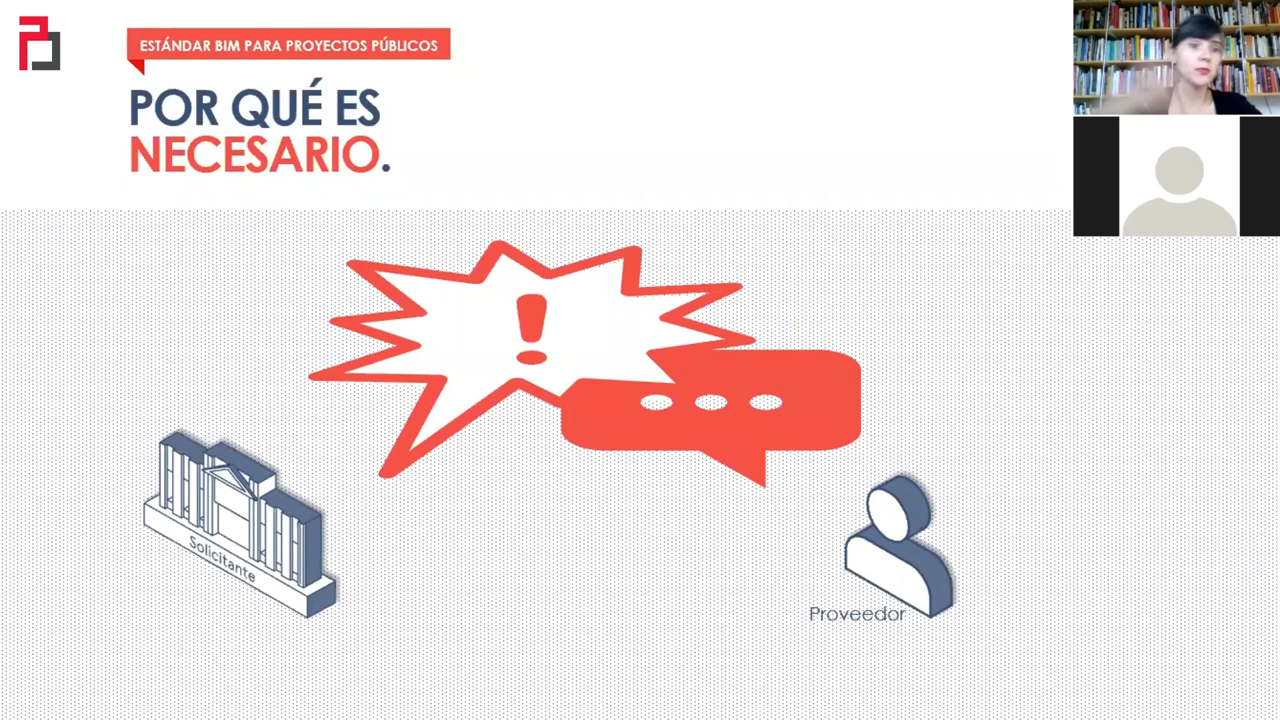 ESTÁNDAR BIM PARA PROYECTOS PÚBLICOS
POR QUÉ ES
NECESARIO.
!
Solicitante
Proveedor